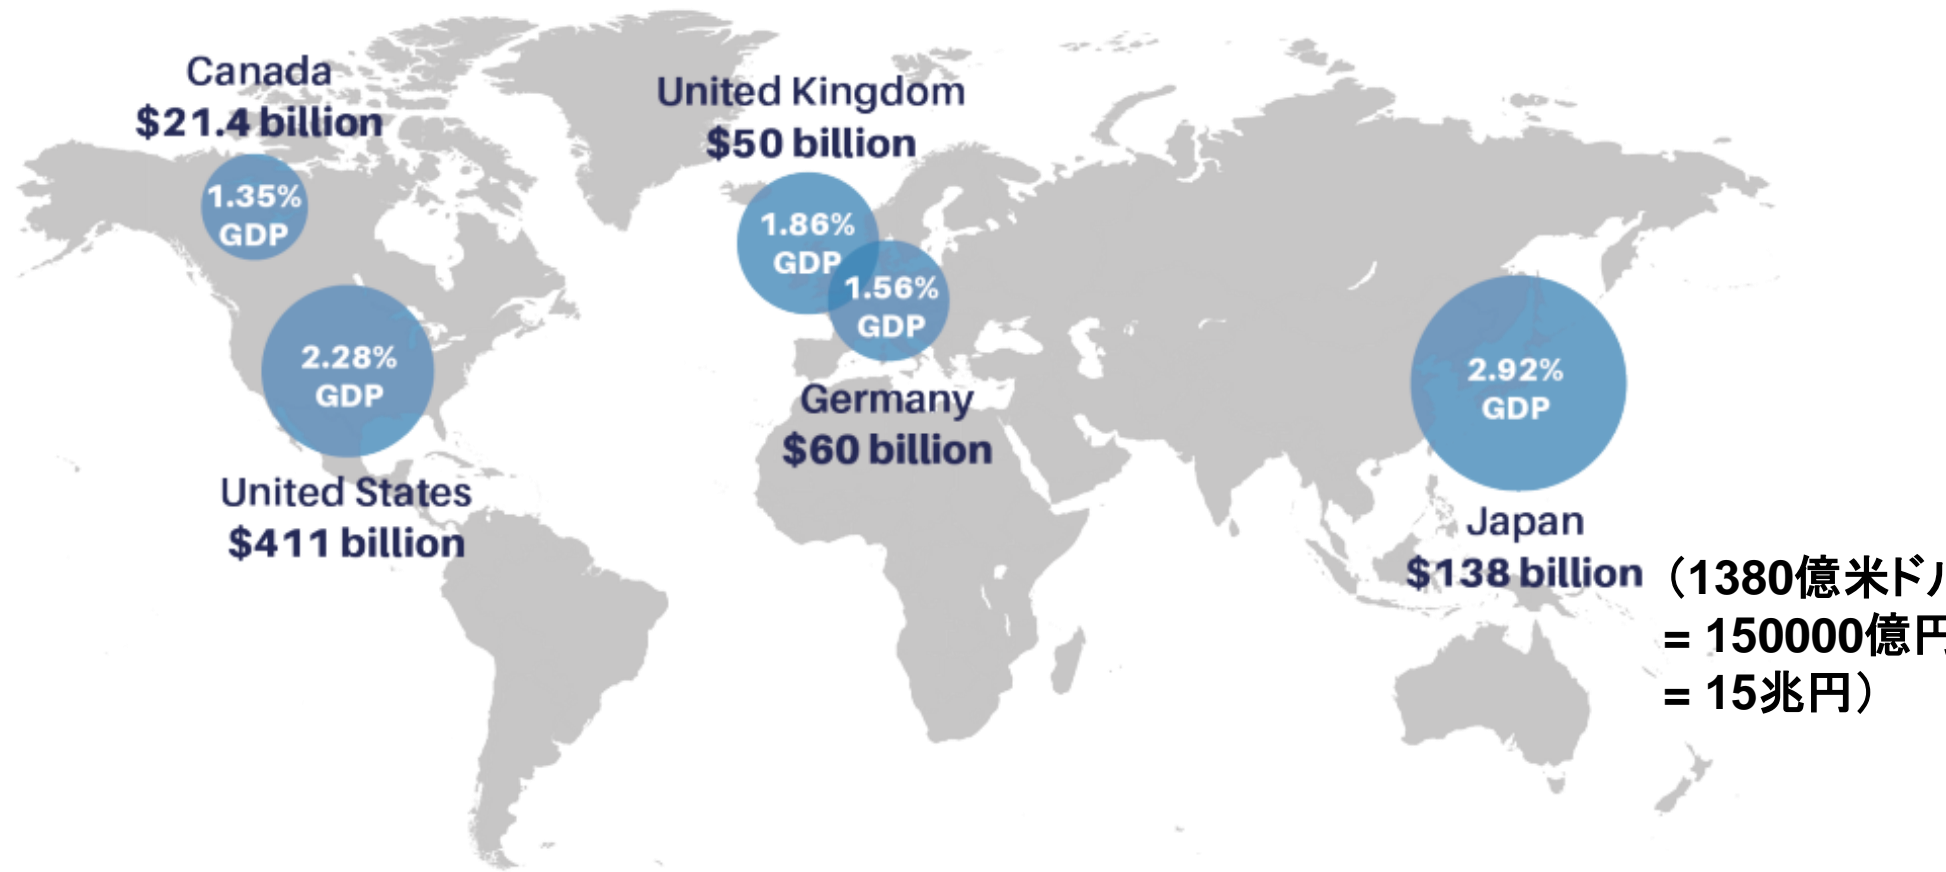 Canada
$21.4 billion
1.35%
GDP
United Kingdom
$50 billion
1.86%
GDP
1.56%
GDP
Germany
$60 billion
2.28%
GDP
United States
$411 billion
2.92%
GDP
Japan
$138 billion
（1380億米ド
= 150000億円
= 15兆円）